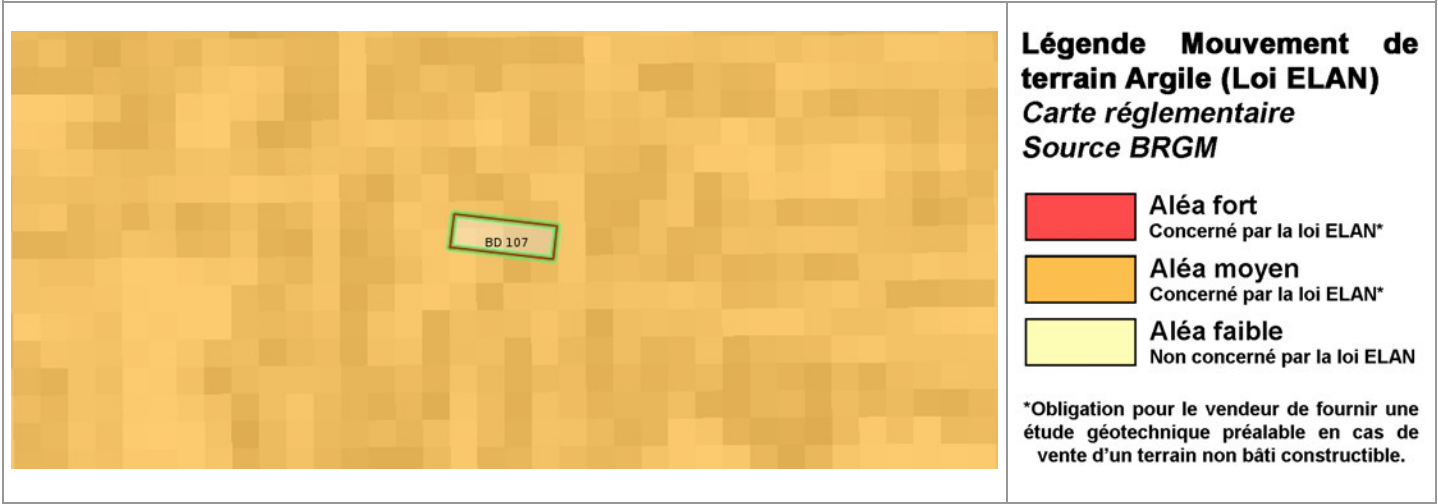 BD 107
Légende Mouvement de
terrain Argile (Loi ELAN)
Carte réglementaire
Source BRGM
Aléa fort
Concerné par la loi ELAN*
Aléa moyen
Concerné par la loi ELAN*
Aléa faible
Non concerné par la loi ELAN
*Obligation pour le vendeur de fournir une
étude géotechnique préalable en cas de
vente d'un terrain non bâti constructible.